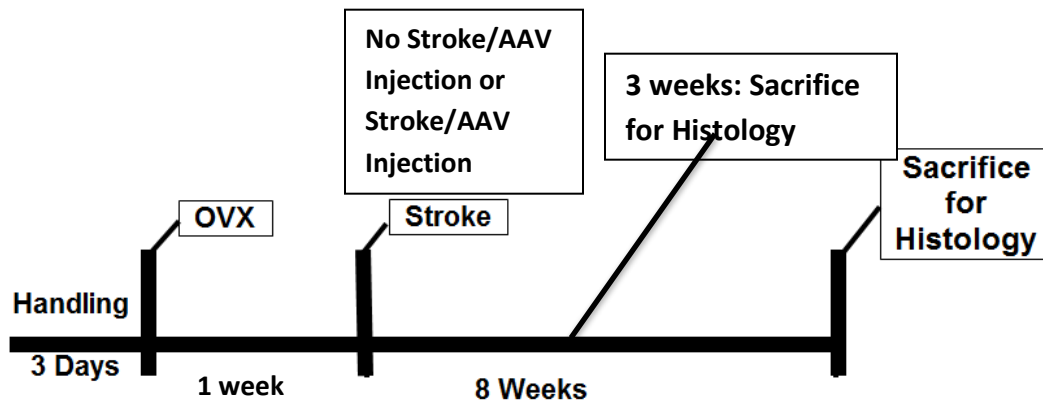 No Stroke/AAV
Injection or
Stroke/AAV
Injection
3 weeks: Sacrifice
for Histology
Sacrifice
for
Histology
OVX
Stroke
Handling
3 Days
1 week
8 Weeks